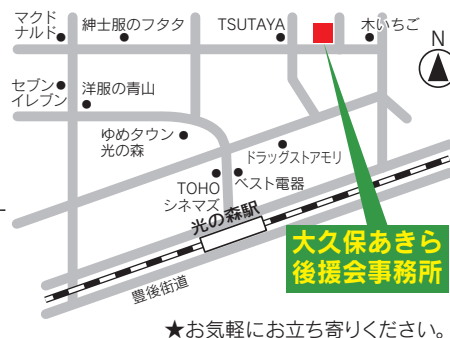 マクド
ナルド
紳士服のフタタ
TSUTAYA
木いちご
N
セブン
イレブン
洋服の青山
ゆめタウン
光の森
ドラッグストアモリ
TOHO
シネマズ
ベスト電器
光の森駅
豊後街道
大久保あきら
後援会事務所
★お気軽にお立ち寄りください。